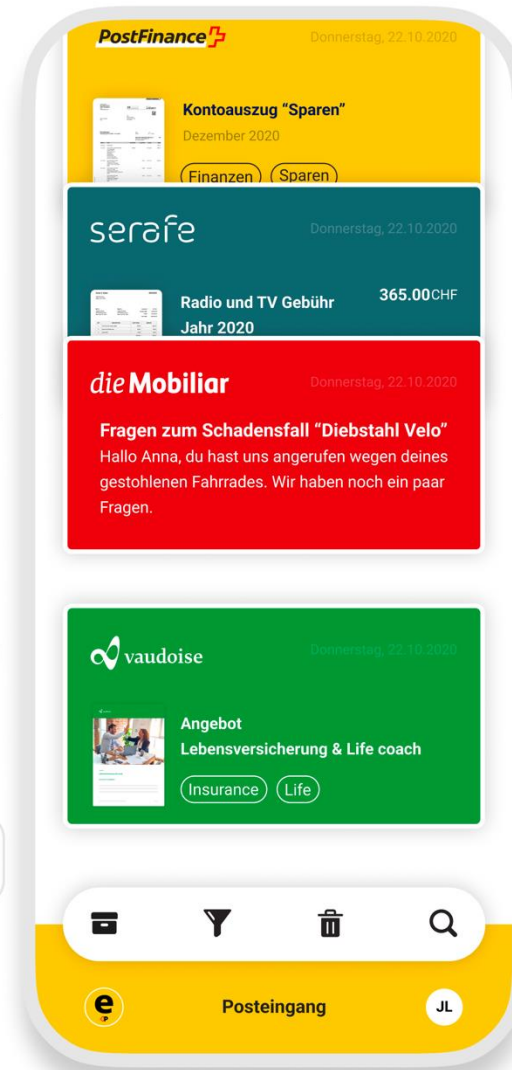 PostFinance
Donnerstag, 22.10.2020
Kontoauszug “Sparen”
Dezember 2020
Finanzen Sparen
serafe
Donnerstag, 22.10.2020
Radio und TV Gebühr 365.00CHF
Jahr 2020
die Mobiliar
Donnerstag, 22.10.2020
Fragen zum Schadensfall “Diebstahl Velo”
Hallo Anna, du hast uns angerufen wegen deines
gestohlenen Fahrrades. Wir haben noch ein paar
Fragen.
vaudoise
Donnerstag, 22.10.2020
Angebot
Lebensversicherung & Life coach
Insurance Life
e
P
Posteingang
JL